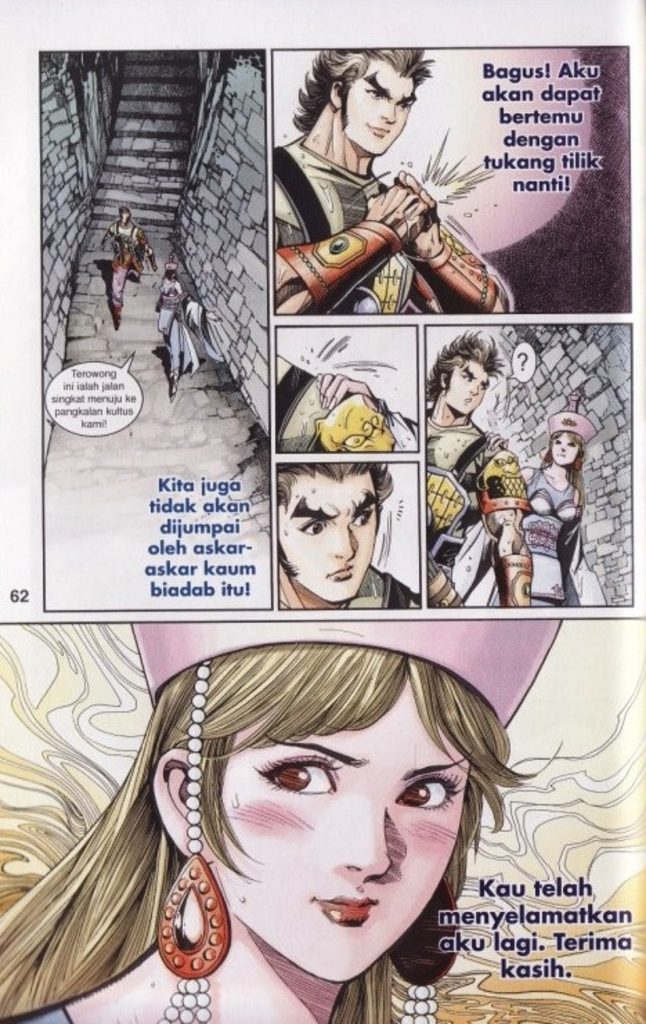 Terowong
ini ialah jalan
singkat menuju ke
pangkalan kultus
kami!
Kita juga
tidak akan
dijumpai
oleh askar-
askar kaum
biadab itu!
Bagus! Aku
akan dapat
bertemu
dengan
tukang tilik
nanti!
?
62
Kau telah
menyelamatkan
aku lagi. Terima
kasih.